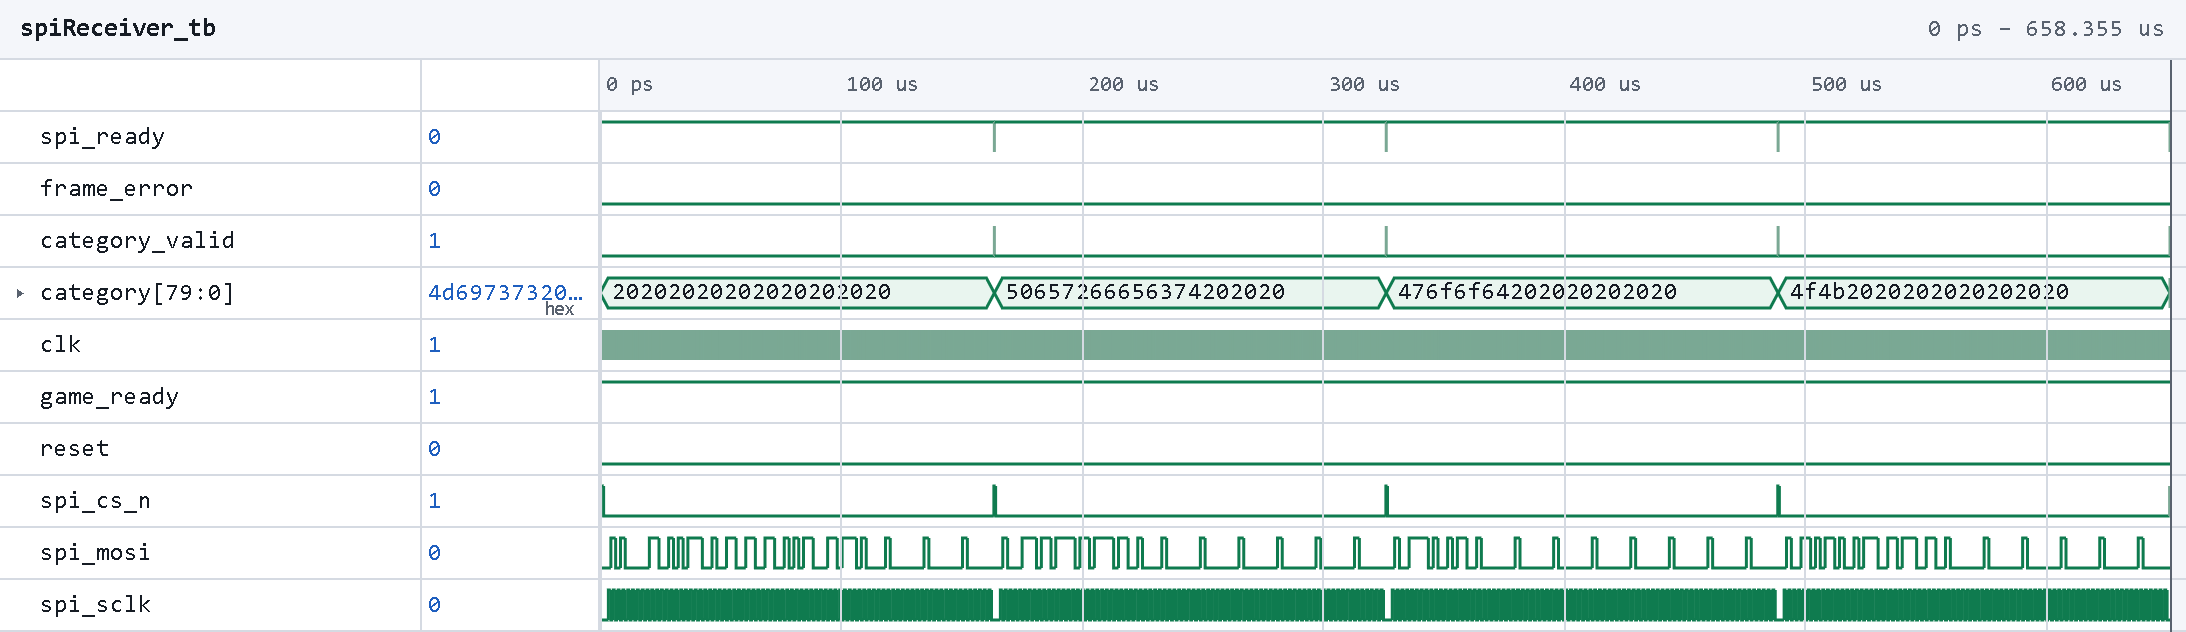 spiReceiver_tb 0 ps – 658.355 us
0 ps 100 us 200 us 300 us 400 us 500 us 600 us
spi_ready 0
frame_error 0
category_valid 1
category[79:0] 4d69737320… hex 20202020202020202020 50657266656374202020 476f6f64202020202020 4f4b2020202020202020
clk 1
game_ready 1
reset 0
spi_cs_n 1
spi_mosi 0
spi_sclk 0